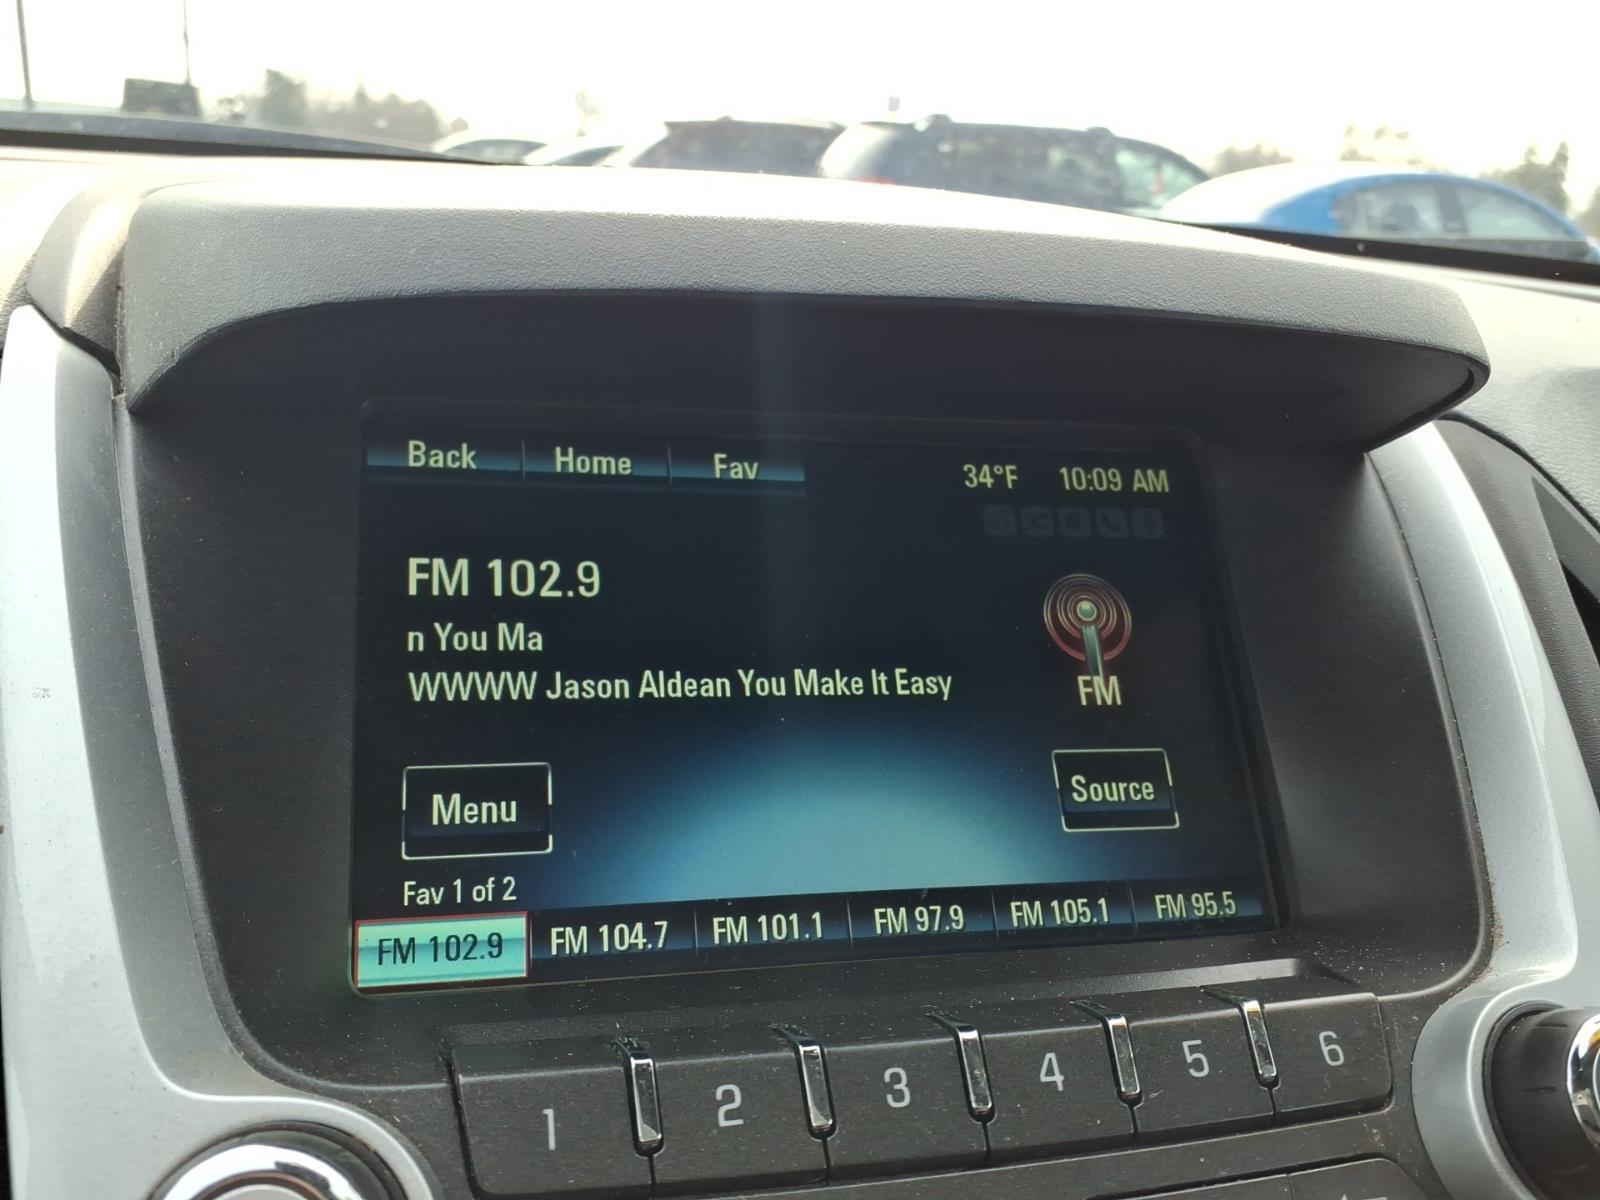 Back Home Fav 34°F 10:09 AM
FM 102.9
n You Ma
WWWW Jason Aldean You Make It Easy
FM
Menu
Source
Fav 1 of 2
FM 102.9 FM 104.7 FM 101.1 FM 97.9 FM 105.1 FM 95.5
1 2 3 4 5 6